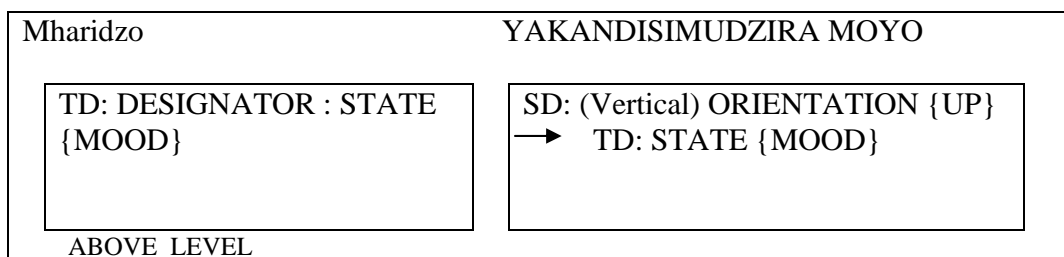 Mharidzo YAKANDISIMUDZIRA MOYO
TD: DESIGNATOR : STATE
{MOOD}
SD: (Vertical) ORIENTATION {UP}
TD: STATE {MOOD}
ABOVE LEVEL